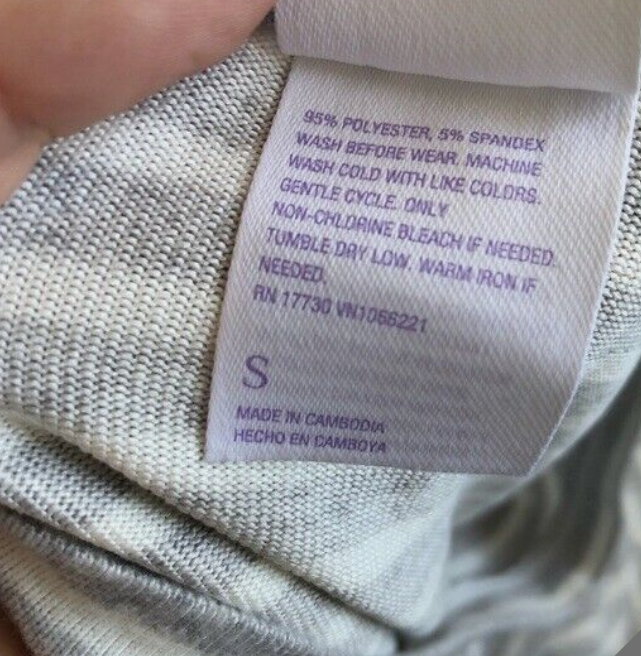 95% POLYESTER, 5% SPANDEX
WASH BEFORE WEAR. MACHINE
WASH COLD WITH LIKE COLORS.
GENTLE CYCLE. ONLY
NON-CHLORINE BLEACH IF NEEDED.
TUMBLE DRY LOW, WARM IRON IF
NEEDED.
RN 17730 VN1066221
S
MADE IN CAMBODIA
HECHO EN CAMBOYA